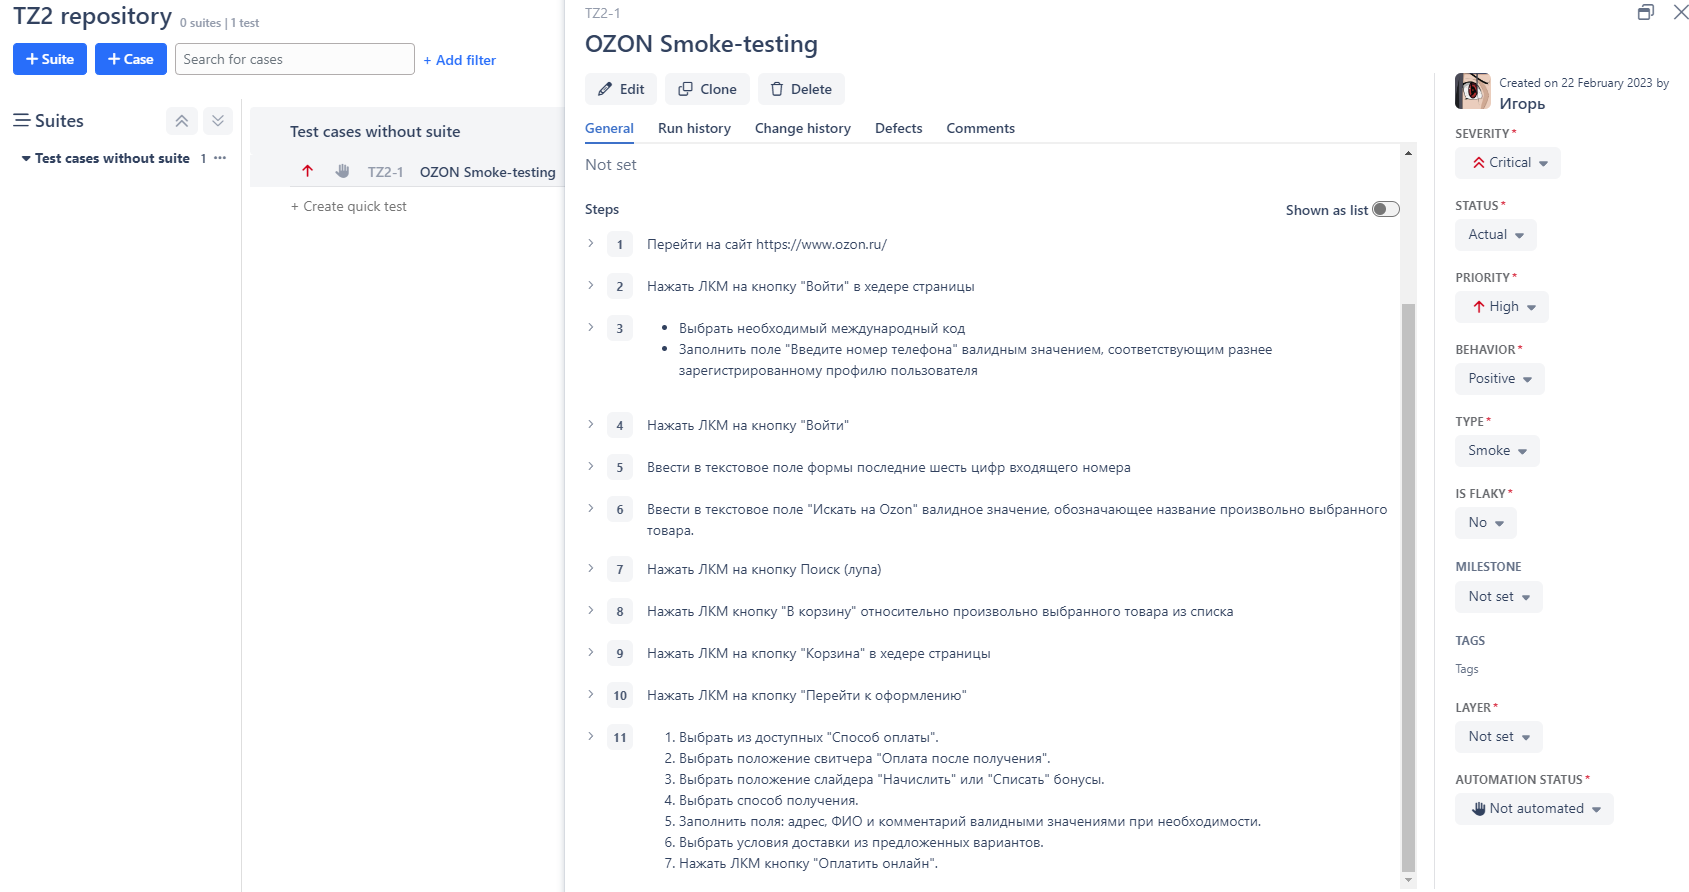 TZ2 repository 0 suites | 1 test
+ Suite
+ Case
Search for cases
+ Add filter
Suites
Test cases without suite 1 ...
Test cases without suite
TZ2-1 OZON Smoke-testing
+ Create quick test
TZ2-1
OZON Smoke-testing
Edit
Clone
Delete
General
Run history
Change history
Defects
Comments
Not set
Steps
Shown as list
1 Перейти на сайт https://www.ozon.ru/
2 Нажать ЛКМ на кнопку "Войти" в хедере страницы
3 • Выбрать необходимый международный код
• Заполнить поле "Введите номер телефона" валидным значением, соответствующим разнее
зарегистрированному профилю пользователя
4 Нажать ЛКМ на кнопку "Войти"
5 Ввести в текстовое поле формы последние шесть цифр входящего номера
6 Ввести в текстовое поле "Искать на Ozon" валидное значение, обозначающее название произвольно выбранного
товара.
7 Нажать ЛКМ на кнопку Поиск (лупа)
8 Нажать ЛКМ кнопку "В корзину" относительно произвольно выбранного товара из списка
9 Нажать ЛКМ на кпопку "Корзина" в хедере страницы
10 Нажать ЛКМ на кпопку "Перейти к оформлению"
11 1. Выбрать из доступных "Способ оплаты".
2. Выбрать положение свитчера "Оплата после получения".
3. Выбрать положение слайдера "Начислить" или "Списать" бонусы.
4. Выбрать способ получения.
5. Заполнить поля: адрес, ФИО и комментарий валидными значениями при необходимости.
6. Выбрать условия доставки из предложенных вариантов.
7. Нажать ЛКМ кнопку "Оплатить онлайн".
Created on 22 February 2023 by
Игорь
SEVERITY*
Critical
STATUS*
Actual
PRIORITY*
High
BEHAVIOR*
Positive
TYPE*
Smoke
IS FLAKY*
No
MILESTONE
Not set
TAGS
Tags
LAYER*
Not set
AUTOMATION STATUS*
Not automated